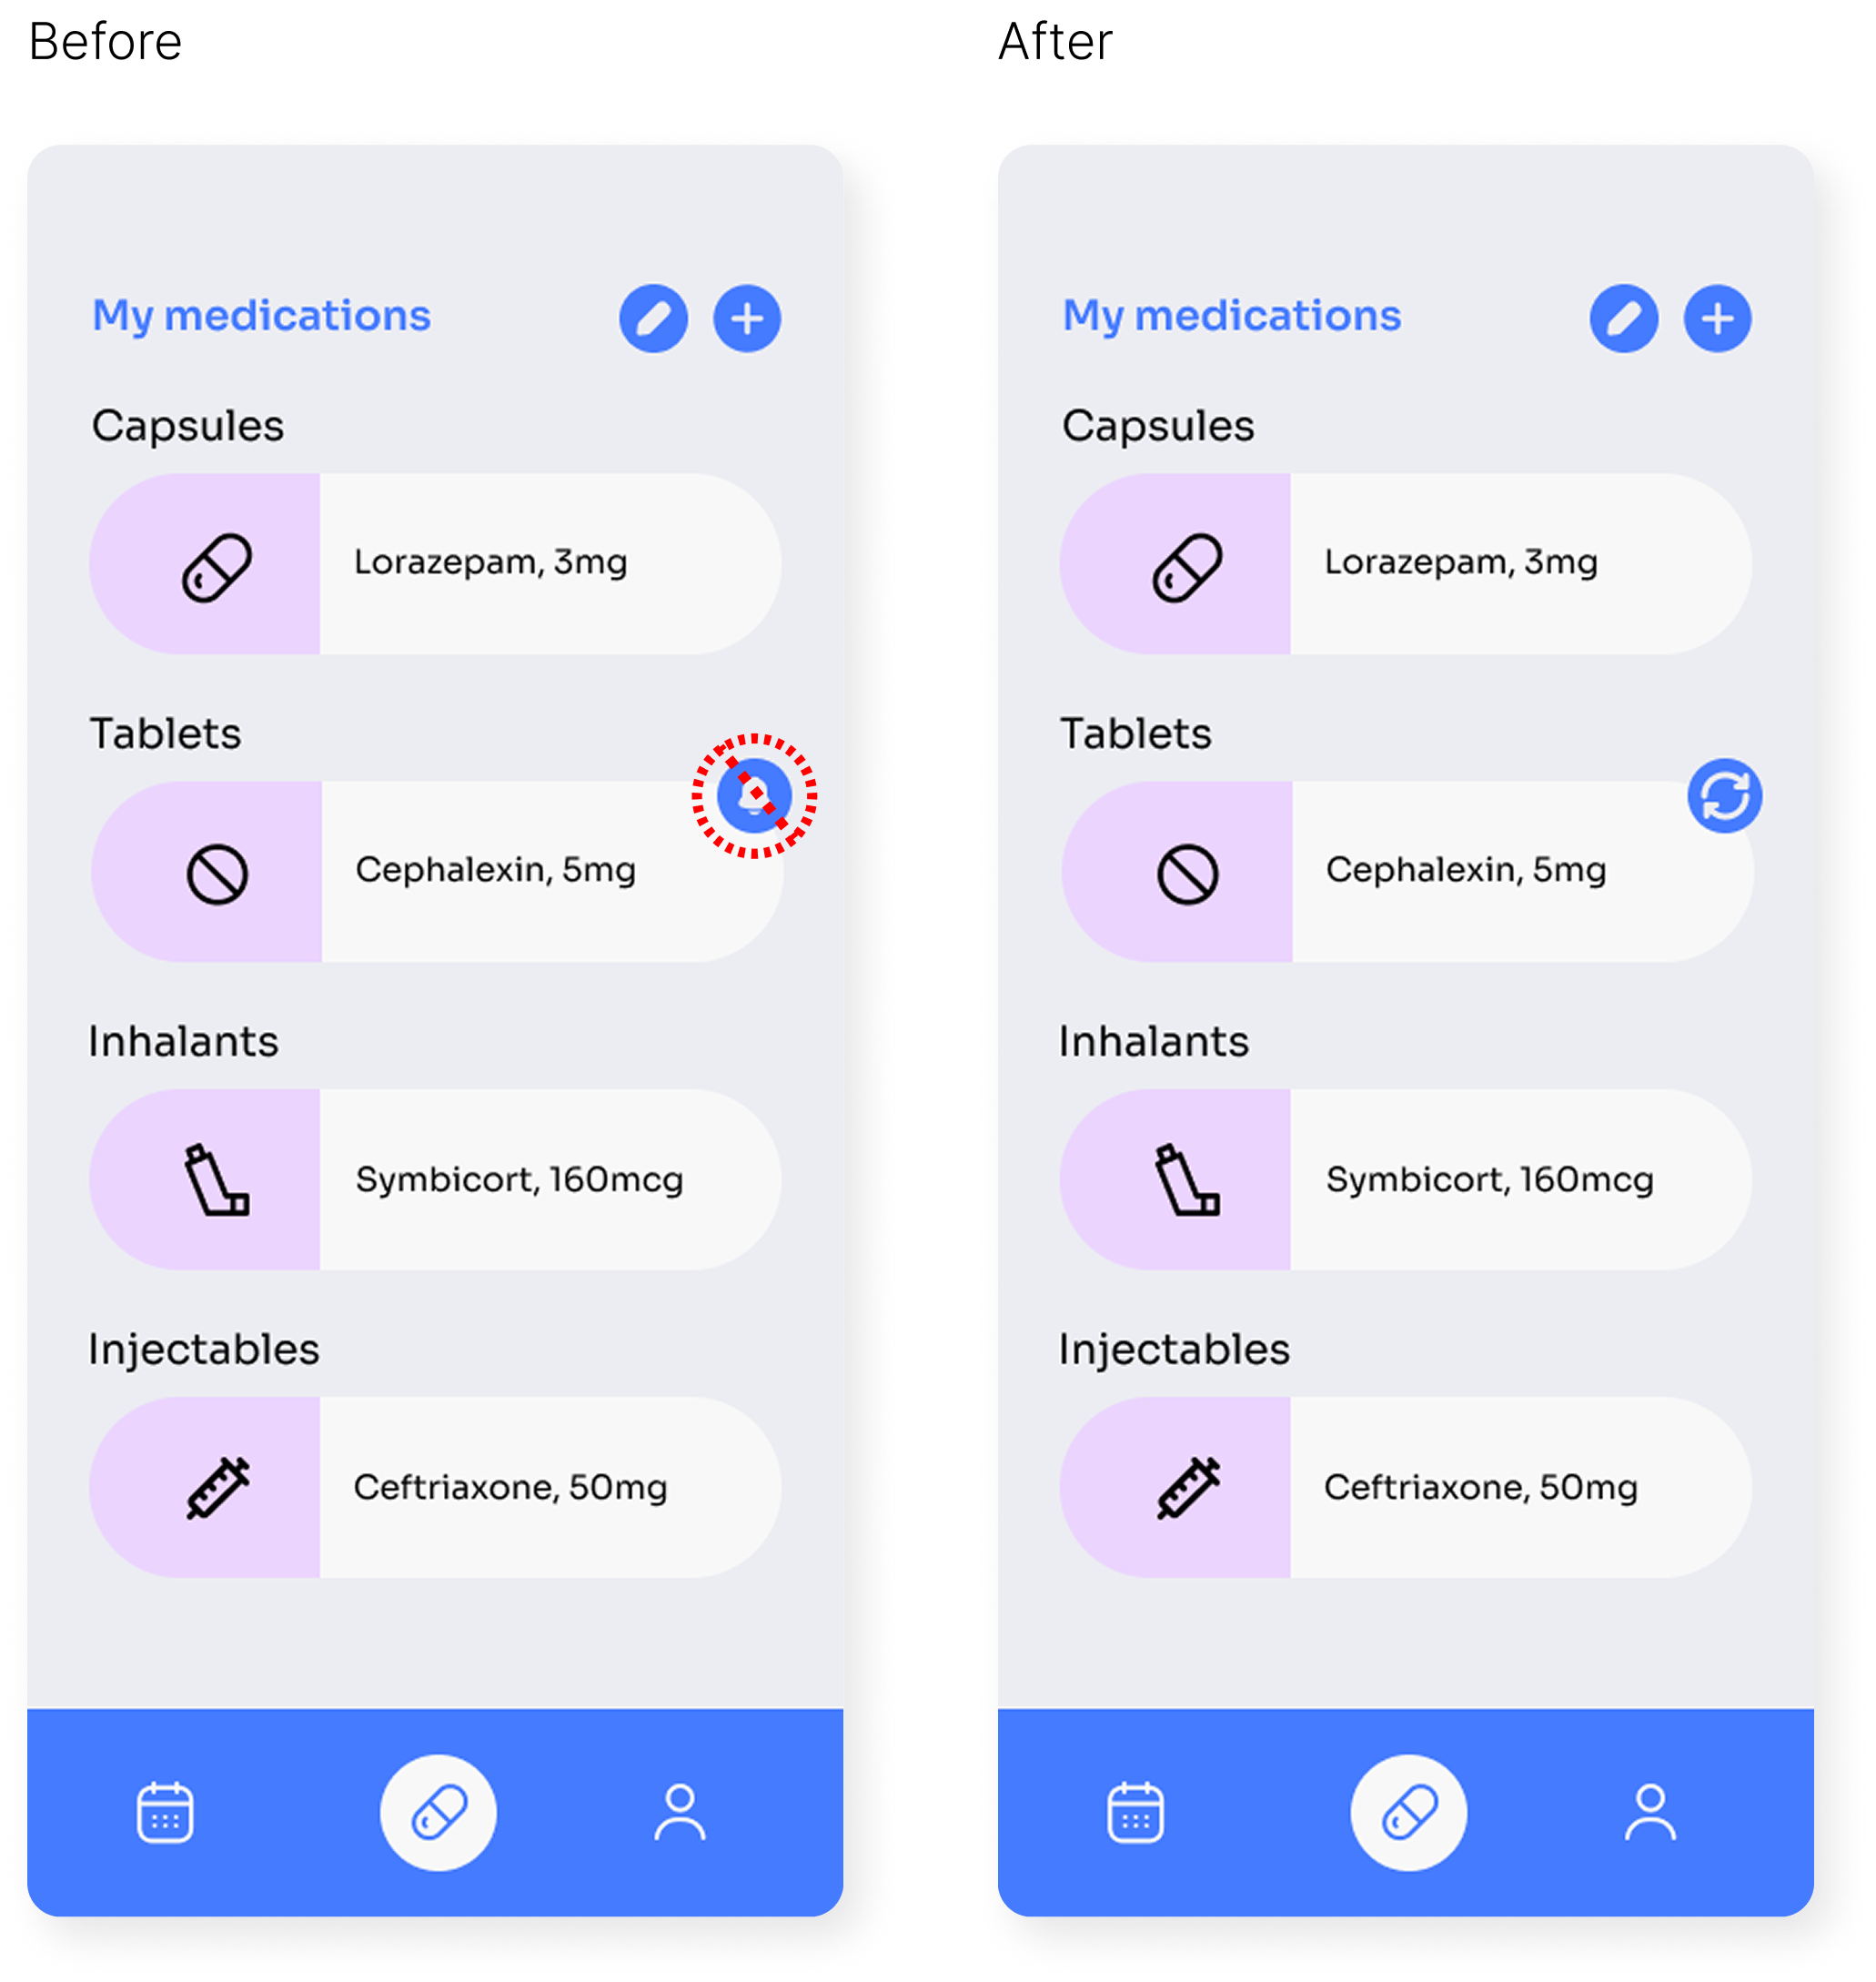 Before
After
My medications
Capsules
Lorazepam, 3mg
Tablets
Cephalexin, 5mg
Inhalants
Symbicort, 160mcg
Injectables
Ceftriaxone, 50mg
My medications
Capsules
Lorazepam, 3mg
Tablets
Cephalexin, 5mg
Inhalants
Symbicort, 160mcg
Injectables
Ceftriaxone, 50mg